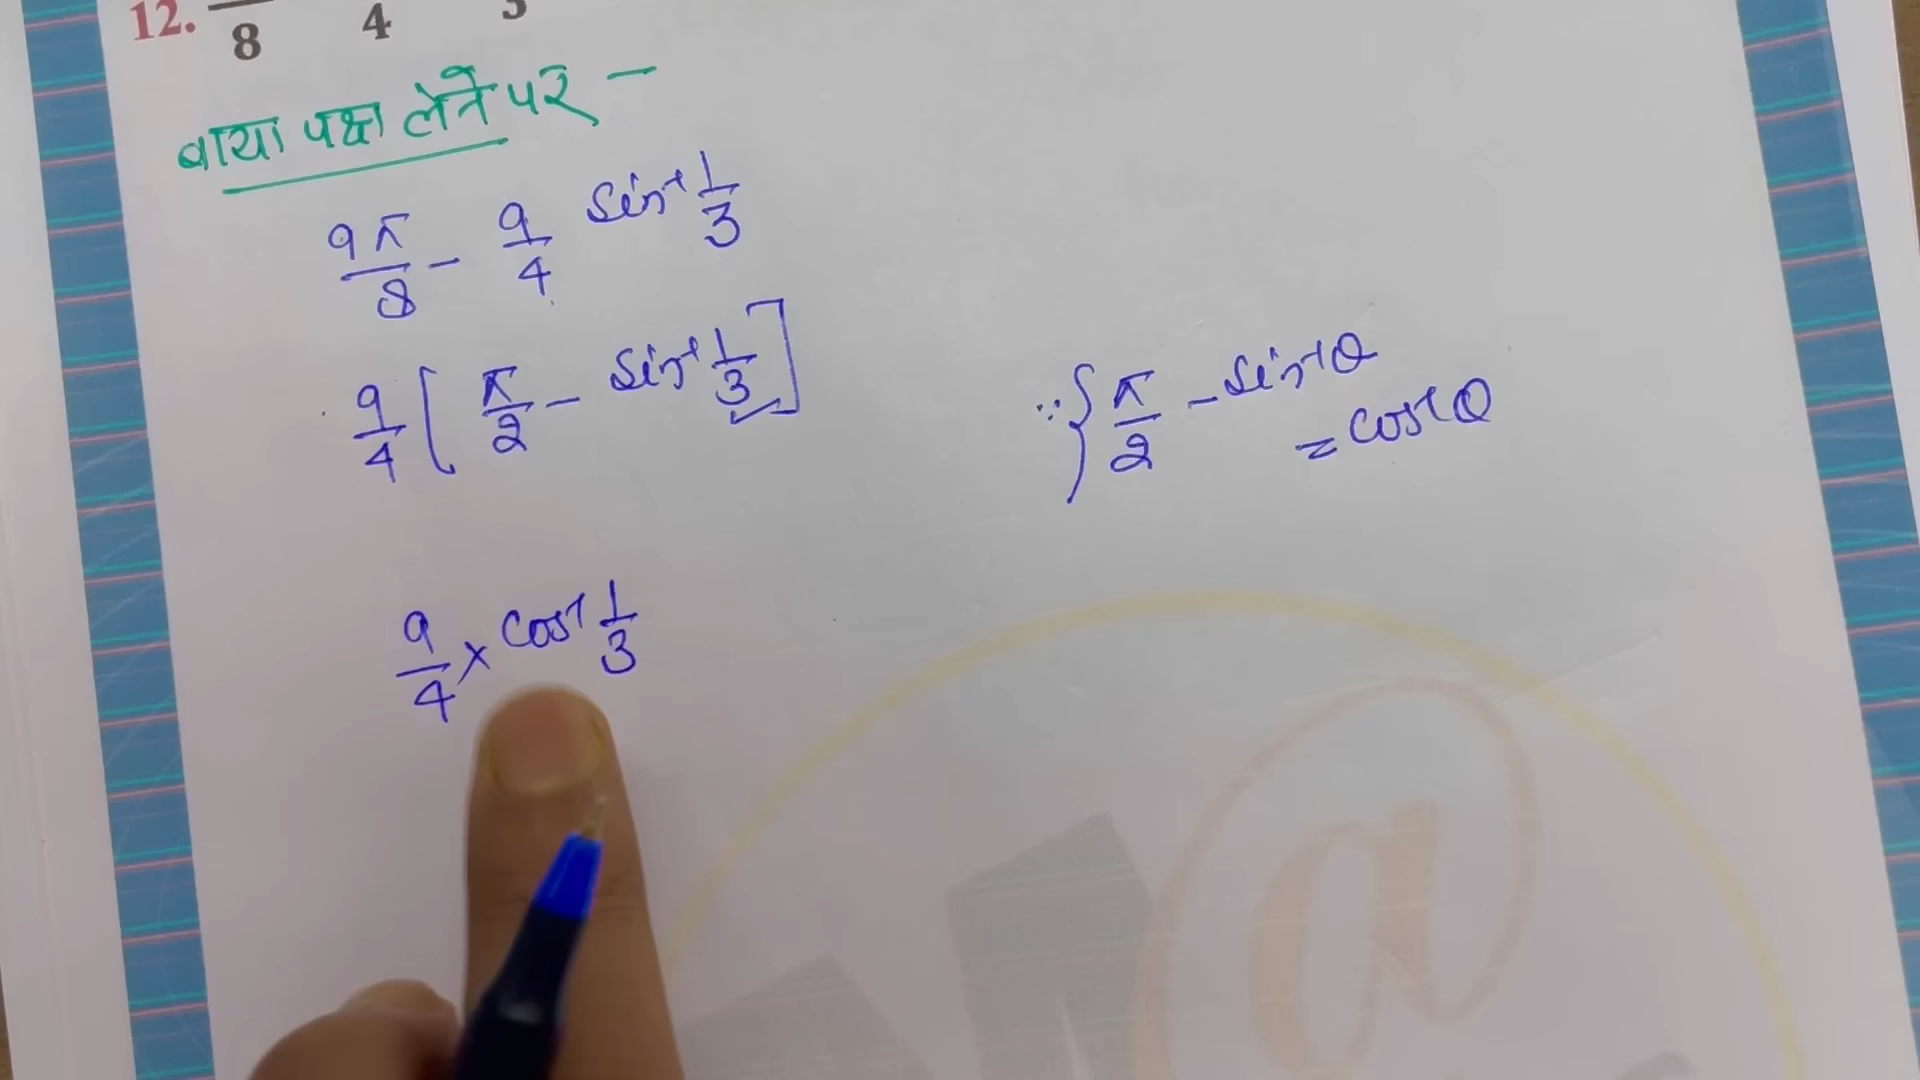 12. 8 4 3
बाया पक्ष लेने पर –
9π/8 - 9/4 sin⁻¹ 1/3
9/4 [ π/2 - sin⁻¹ 1/3 ]
∵ { π/2 - sin⁻¹θ
= cos⁻¹θ
9/4 × cos⁻¹ 1/3